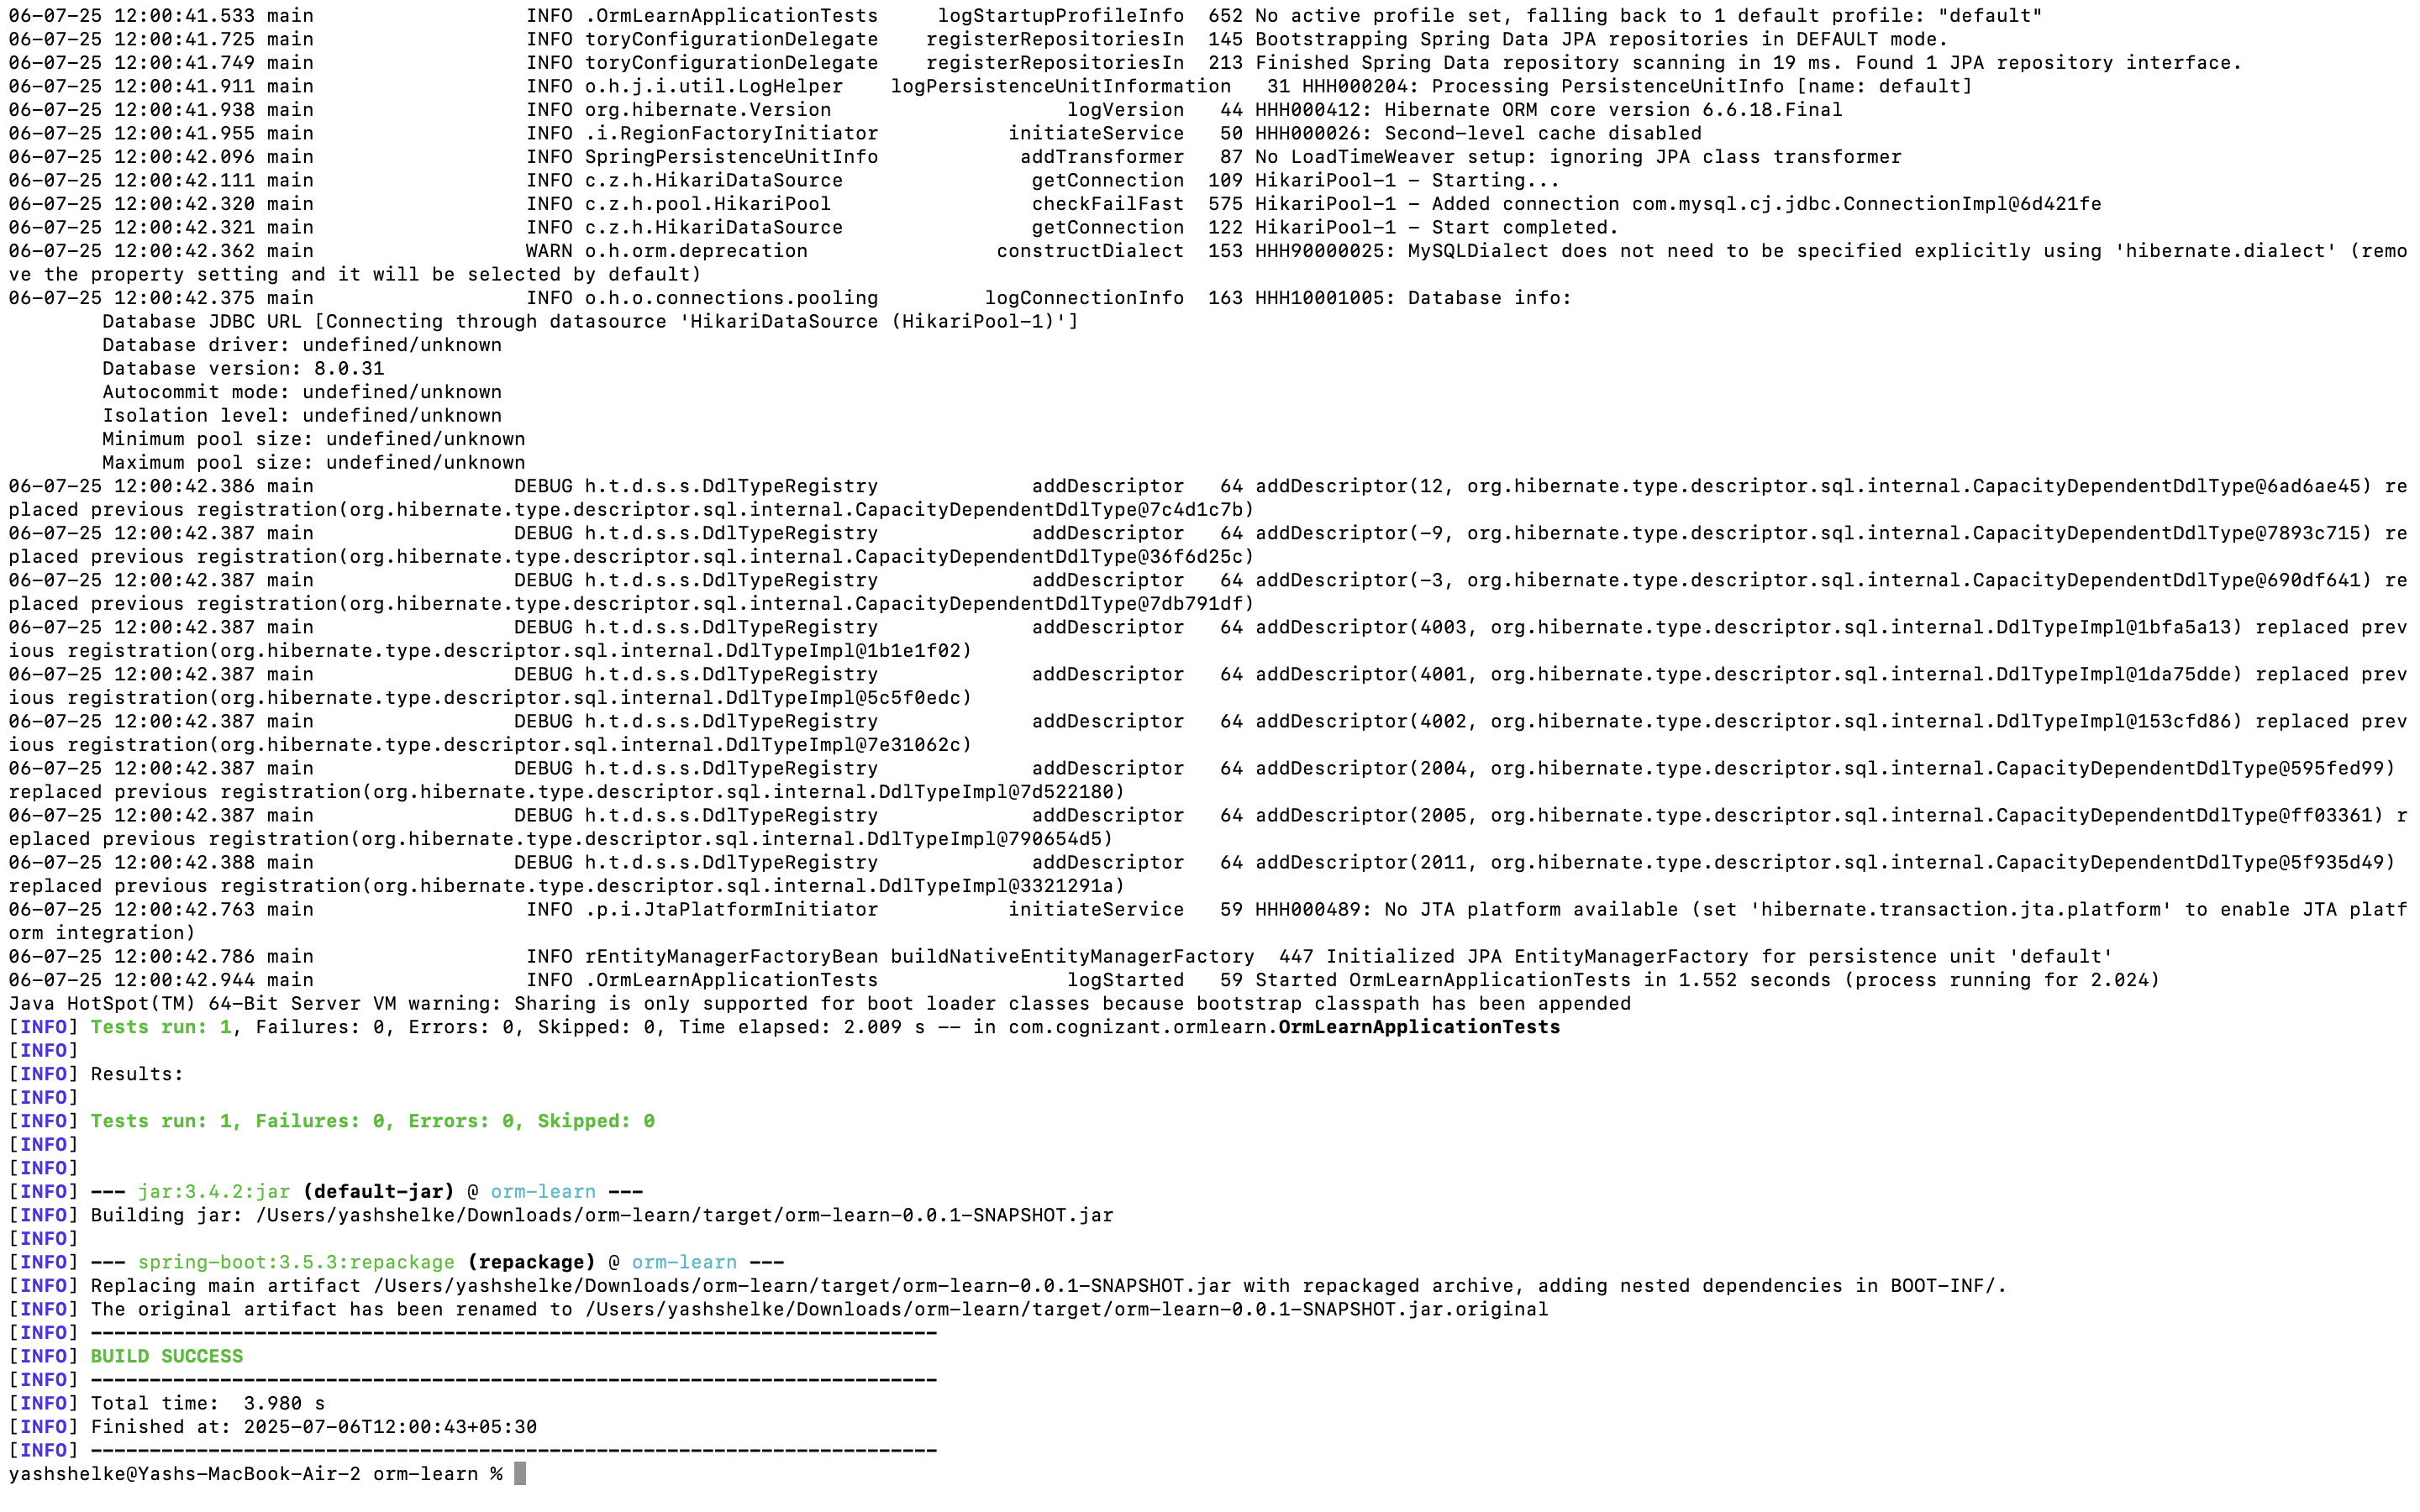 06-07-25 12:00:41.533 main                  INFO .OrmLearnApplicationTests     logStartupProfileInfo  652 No active profile set, falling back to 1 default profile: "default"
06-07-25 12:00:41.725 main                  INFO toryConfigurationDelegate    registerRepositoriesIn  145 Bootstrapping Spring Data JPA repositories in DEFAULT mode.
06-07-25 12:00:41.749 main                  INFO toryConfigurationDelegate    registerRepositoriesIn  213 Finished Spring Data repository scanning in 19 ms. Found 1 JPA repository interface.
06-07-25 12:00:41.911 main                  INFO o.h.j.i.util.LogHelper    logPersistenceUnitInformation   31 HHH000204: Processing PersistenceUnitInfo [name: default]
06-07-25 12:00:41.938 main                  INFO org.hibernate.Version                    logVersion   44 HHH000412: Hibernate ORM core version 6.6.18.Final
06-07-25 12:00:41.955 main                  INFO .i.RegionFactoryInitiator           initiateService   50 HHH000026: Second-level cache disabled
06-07-25 12:00:42.096 main                  INFO SpringPersistenceUnitInfo            addTransformer   87 No LoadTimeWeaver setup: ignoring JPA class transformer
06-07-25 12:00:42.111 main                  INFO c.z.h.HikariDataSource                getConnection  109 HikariPool-1 - Starting...
06-07-25 12:00:42.320 main                  INFO c.z.h.pool.HikariPool                 checkFailFast  575 HikariPool-1 - Added connection com.mysql.cj.jdbc.ConnectionImpl@6d421fe
06-07-25 12:00:42.321 main                  INFO c.z.h.HikariDataSource                getConnection  122 HikariPool-1 - Start completed.
06-07-25 12:00:42.362 main                  WARN o.h.orm.deprecation                constructDialect  153 HHH90000025: MySQLDialect does not need to be specified explicitly using 'hibernate.dialect' (remo
ve the property setting and it will be selected by default)
06-07-25 12:00:42.375 main                  INFO o.h.o.connections.pooling         logConnectionInfo  163 HHH10001005: Database info:
        Database JDBC URL [Connecting through datasource 'HikariDataSource (HikariPool-1)']
        Database driver: undefined/unknown
        Database version: 8.0.31
        Autocommit mode: undefined/unknown
        Isolation level: undefined/unknown
        Minimum pool size: undefined/unknown
        Maximum pool size: undefined/unknown
06-07-25 12:00:42.386 main                 DEBUG h.t.d.s.s.DdlTypeRegistry             addDescriptor   64 addDescriptor(12, org.hibernate.type.descriptor.sql.internal.CapacityDependentDdlType@6ad6ae45) re
placed previous registration(org.hibernate.type.descriptor.sql.internal.CapacityDependentDdlType@7c4d1c7b)
06-07-25 12:00:42.387 main                 DEBUG h.t.d.s.s.DdlTypeRegistry             addDescriptor   64 addDescriptor(-9, org.hibernate.type.descriptor.sql.internal.CapacityDependentDdlType@7893c715) re
placed previous registration(org.hibernate.type.descriptor.sql.internal.CapacityDependentDdlType@36f6d25c)
06-07-25 12:00:42.387 main                 DEBUG h.t.d.s.s.DdlTypeRegistry             addDescriptor   64 addDescriptor(-3, org.hibernate.type.descriptor.sql.internal.CapacityDependentDdlType@690df641) re
placed previous registration(org.hibernate.type.descriptor.sql.internal.CapacityDependentDdlType@7db791df)
06-07-25 12:00:42.387 main                 DEBUG h.t.d.s.s.DdlTypeRegistry             addDescriptor   64 addDescriptor(4003, org.hibernate.type.descriptor.sql.internal.DdlTypeImpl@1bfa5a13) replaced prev
ious registration(org.hibernate.type.descriptor.sql.internal.DdlTypeImpl@1b1e1f02)
06-07-25 12:00:42.387 main                 DEBUG h.t.d.s.s.DdlTypeRegistry             addDescriptor   64 addDescriptor(4001, org.hibernate.type.descriptor.sql.internal.DdlTypeImpl@1da75dde) replaced prev
ious registration(org.hibernate.type.descriptor.sql.internal.DdlTypeImpl@5c5f0edc)
06-07-25 12:00:42.387 main                 DEBUG h.t.d.s.s.DdlTypeRegistry             addDescriptor   64 addDescriptor(4002, org.hibernate.type.descriptor.sql.internal.DdlTypeImpl@153cfd86) replaced prev
ious registration(org.hibernate.type.descriptor.sql.internal.DdlTypeImpl@7e31062c)
06-07-25 12:00:42.387 main                 DEBUG h.t.d.s.s.DdlTypeRegistry             addDescriptor   64 addDescriptor(2004, org.hibernate.type.descriptor.sql.internal.CapacityDependentDdlType@595fed99)
replaced previous registration(org.hibernate.type.descriptor.sql.internal.DdlTypeImpl@7d522180)
06-07-25 12:00:42.387 main                 DEBUG h.t.d.s.s.DdlTypeRegistry             addDescriptor   64 addDescriptor(2005, org.hibernate.type.descriptor.sql.internal.CapacityDependentDdlType@ff03361) r
eplaced previous registration(org.hibernate.type.descriptor.sql.internal.DdlTypeImpl@790654d5)
06-07-25 12:00:42.388 main                 DEBUG h.t.d.s.s.DdlTypeRegistry             addDescriptor   64 addDescriptor(2011, org.hibernate.type.descriptor.sql.internal.CapacityDependentDdlType@5f935d49)
replaced previous registration(org.hibernate.type.descriptor.sql.internal.DdlTypeImpl@3321291a)
06-07-25 12:00:42.763 main                  INFO .p.i.JtaPlatformInitiator           initiateService   59 HHH000489: No JTA platform available (set 'hibernate.transaction.jta.platform' to enable JTA platf
orm integration)
06-07-25 12:00:42.786 main                  INFO rEntityManagerFactoryBean buildNativeEntityManagerFactory  447 Initialized JPA EntityManagerFactory for persistence unit 'default'
06-07-25 12:00:42.944 main                  INFO .OrmLearnApplicationTests                logStarted   59 Started OrmLearnApplicationTests in 1.552 seconds (process running for 2.024)
Java HotSpot(TM) 64-Bit Server VM warning: Sharing is only supported for boot loader classes because bootstrap classpath has been appended
[INFO] Tests run: 1, Failures: 0, Errors: 0, Skipped: 0, Time elapsed: 2.009 s -- in com.cognizant.ormlearn.OrmLearnApplicationTests
[INFO]
[INFO] Results:
[INFO]
[INFO] Tests run: 1, Failures: 0, Errors: 0, Skipped: 0
[INFO]
[INFO]
[INFO] --- jar:3.4.2:jar (default-jar) @ orm-learn ---
[INFO] Building jar: /Users/yashshelke/Downloads/orm-learn/target/orm-learn-0.0.1-SNAPSHOT.jar
[INFO]
[INFO] --- spring-boot:3.5.3:repackage (repackage) @ orm-learn ---
[INFO] Replacing main artifact /Users/yashshelke/Downloads/orm-learn/target/orm-learn-0.0.1-SNAPSHOT.jar with repackaged archive, adding nested dependencies in BOOT-INF/.
[INFO] The original artifact has been renamed to /Users/yashshelke/Downloads/orm-learn/target/orm-learn-0.0.1-SNAPSHOT.jar.original
[INFO] ------------------------------------------------------------------------
[INFO] BUILD SUCCESS
[INFO] ------------------------------------------------------------------------
[INFO] Total time:  3.980 s
[INFO] Finished at: 2025-07-06T12:00:43+05:30
[INFO] ------------------------------------------------------------------------
yashshelke@Yashs-MacBook-Air-2 orm-learn %